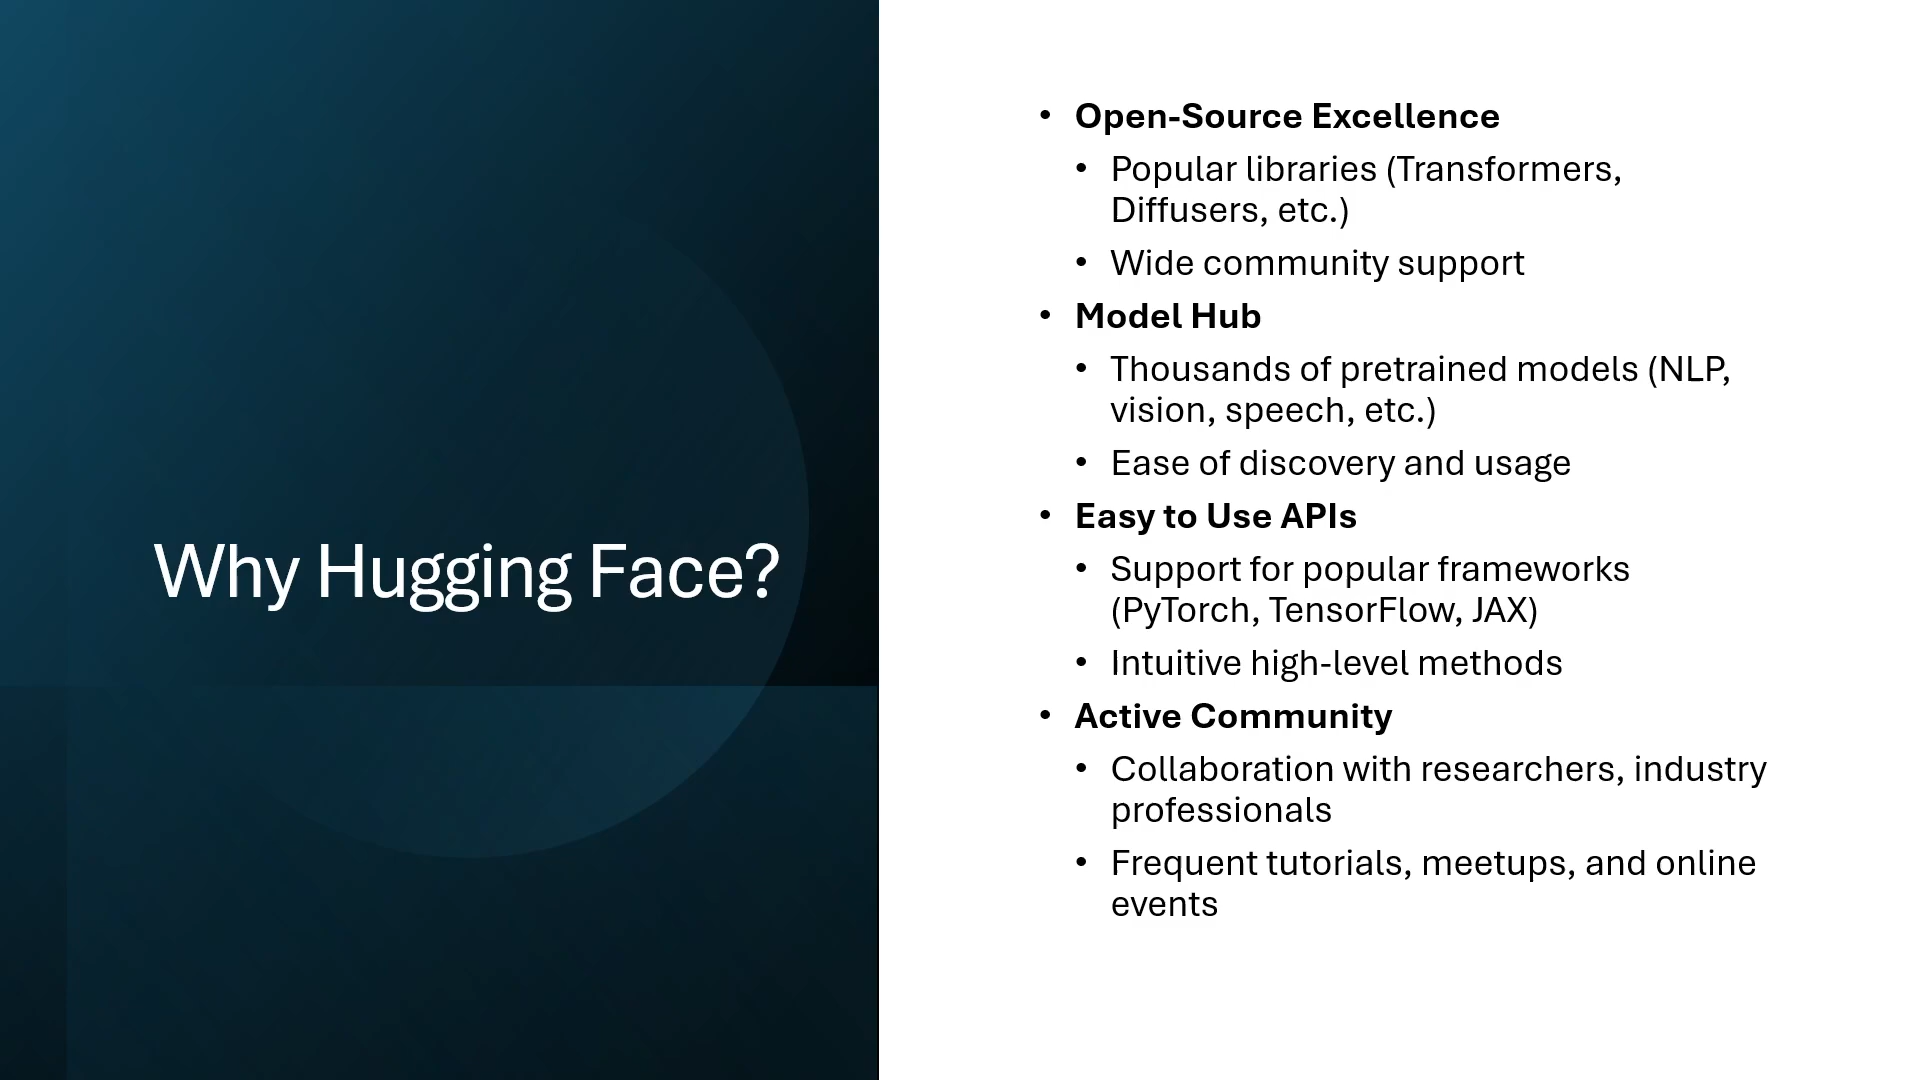 Why Hugging Face?
• Open-Source Excellence
• Popular libraries (Transformers,
Diffusers, etc.)
• Wide community support
• Model Hub
• Thousands of pretrained models (NLP,
vision, speech, etc.)
• Ease of discovery and usage
• Easy to Use APIs
• Support for popular frameworks
(PyTorch, TensorFlow, JAX)
• Intuitive high-level methods
• Active Community
• Collaboration with researchers, industry
professionals
• Frequent tutorials, meetups, and online
events